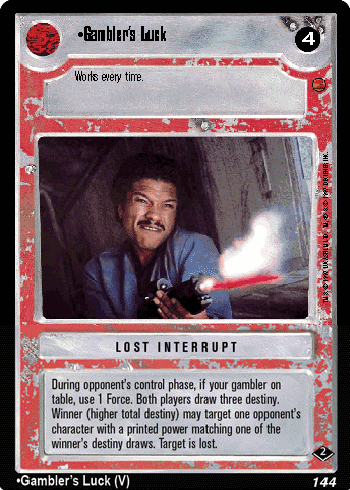 •Gambler's Luck
4
Works every time.
LOST INTERRUPT
During opponent's control phase, if your gambler on
table, use 1 Force. Both players draw three destiny.
Winner (higher total destiny) may target one opponent's
character with a printed power matching one of the
winner's destiny draws. Target is lost.
2
•Gambler's Luck (V)
144